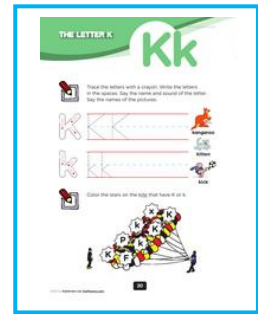 THE LETTER K
Kk
Trace the letters with a crayon. Write the letters
in the spaces. Say the name and sound of the letter.
Say the names of the pictures.
K K K
kangaroo
kitten
k k k
kick
Color the stars on the kite that have K or k.
x K
k K
P K
K F
30